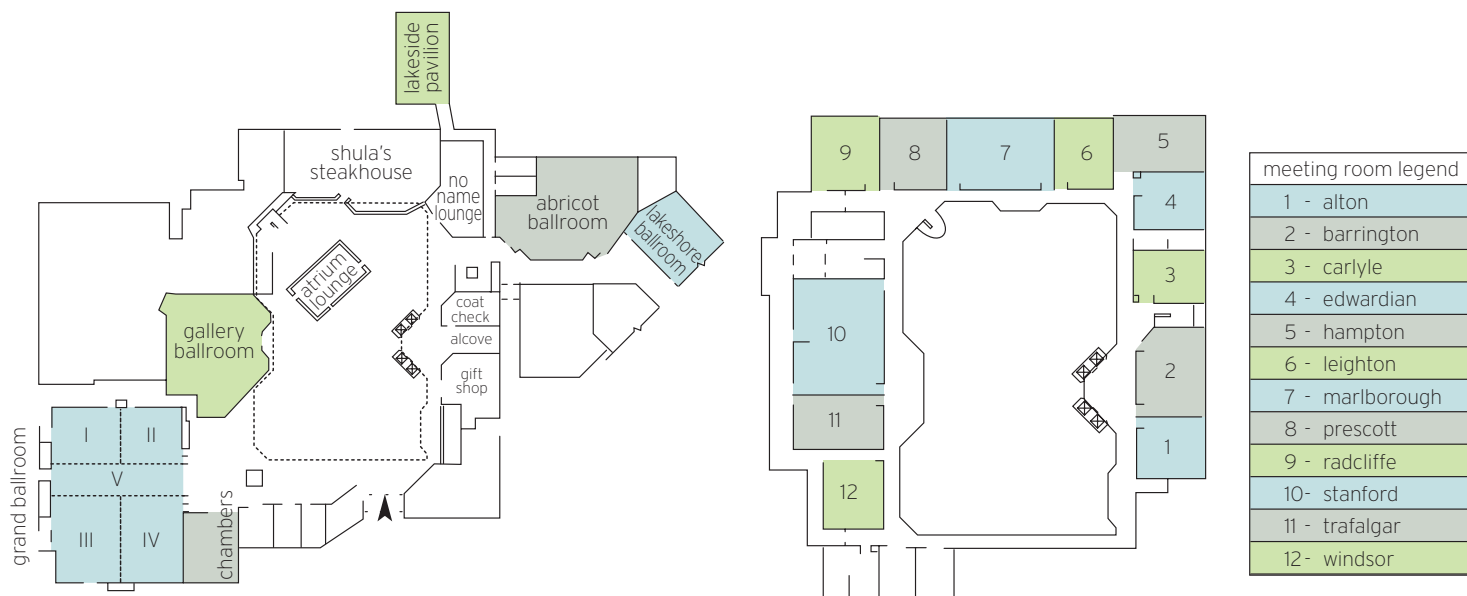 lakeside
pavilion
shula's
steakhouse
no
name
lounge
abricot
ballroom
lakeshore
ballroom
atrium
lounge
coat
check
alcove
gallery
ballroom
gift
shop
grand ballroom
I
II
V
III
IV
chambers
9
8
7
6
5
4
3
10
2
11
1
12
meeting room legend
1 - alton
2 - barrington
3 - carlyle
4 - edwardian
5 - hampton
6 - leighton
7 - marlborough
8 - prescott
9 - radcliffe
10- stanford
11 - trafalgar
12- windsor